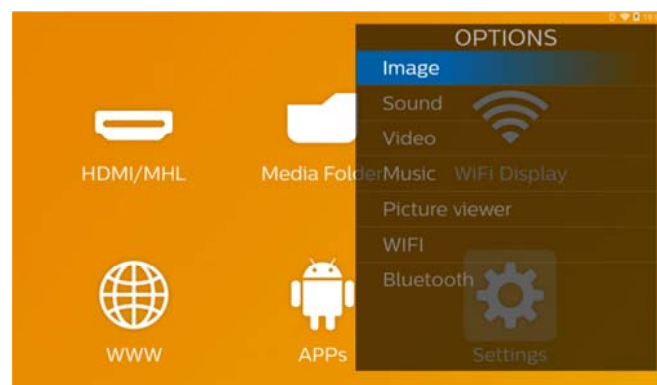 OPTIONS
Image
Sound
Video
Music
Picture viewer
WIFI
Bluetooth
HDMI/MHL
Media Folder
WiFi Display
WWW
APPs
Settings